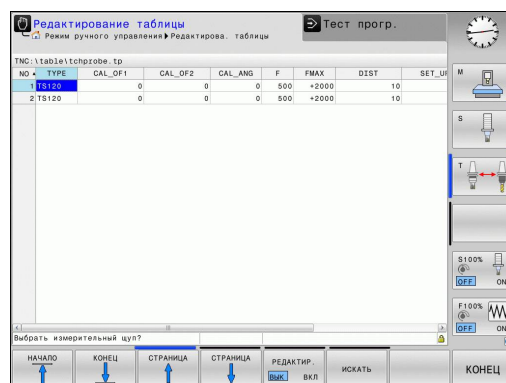 Редактирование таблицы
Режим ручного управления Редактирова. таблицы
Тест прогр.
TNC:\table\tchprobe.tp
NO TYPE CAL_OF1 CAL_OF2 CAL_ANG F FMAX DIST SET_UP
1 TS120 0 0 0 500 +2000 10
2 TS120 0 0 0 500 +2000 10
M
S
T
S100%
OFF ON
F100%
OFF ON
Выбрать измерительный щуп?
НАЧАЛО КОНЕЦ СТРАНИЦА СТРАНИЦА РЕДАКТИР. ИСКАТЬ КОНЕЦ
ВЫК ВКЛ